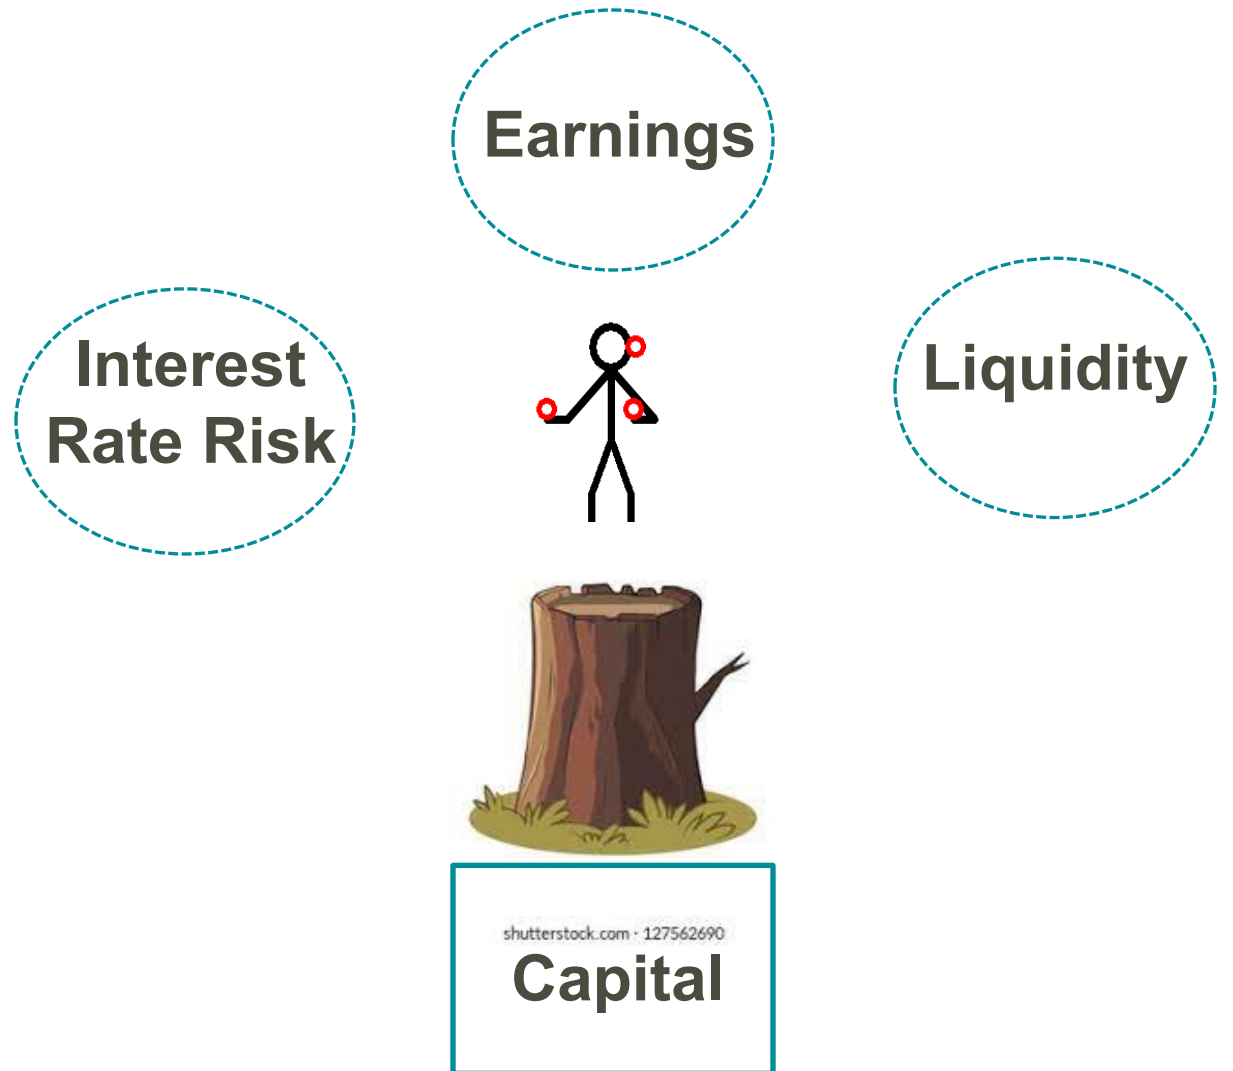 Earnings
Interest
Rate Risk
Liquidity
shutterstock.com · 127562690
Capital